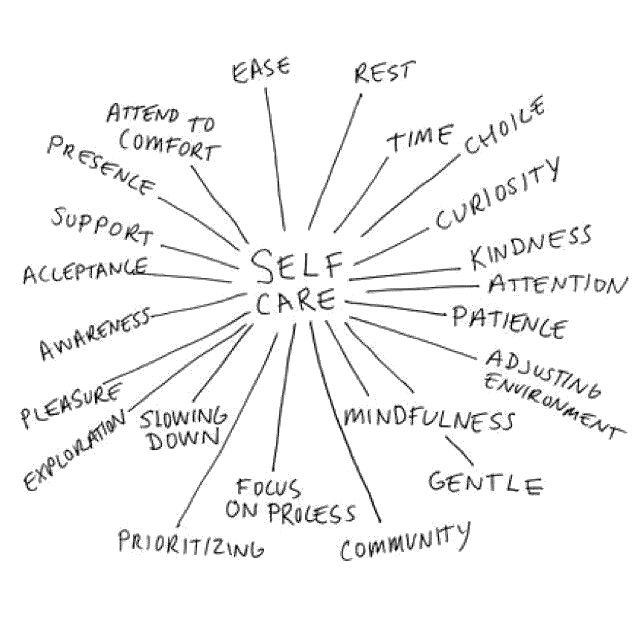 EASE
REST
ATTEND TO
COMFORT
TIME
CHOICE
PRESENCE
CURIOSITY
SUPPORT
KINDNESS
SELF
CARE
ACCEPTANCE
ATTENTION
AWARENESS
PATIENCE
ADJUSTING
ENVIRONMENT
PLEASURE
EXPLORATION
SLOWING
DOWN
MINDFULNESS
GENTLE
FOCUS
ON PROCESS
PRIORITIZING
COMMUNITY